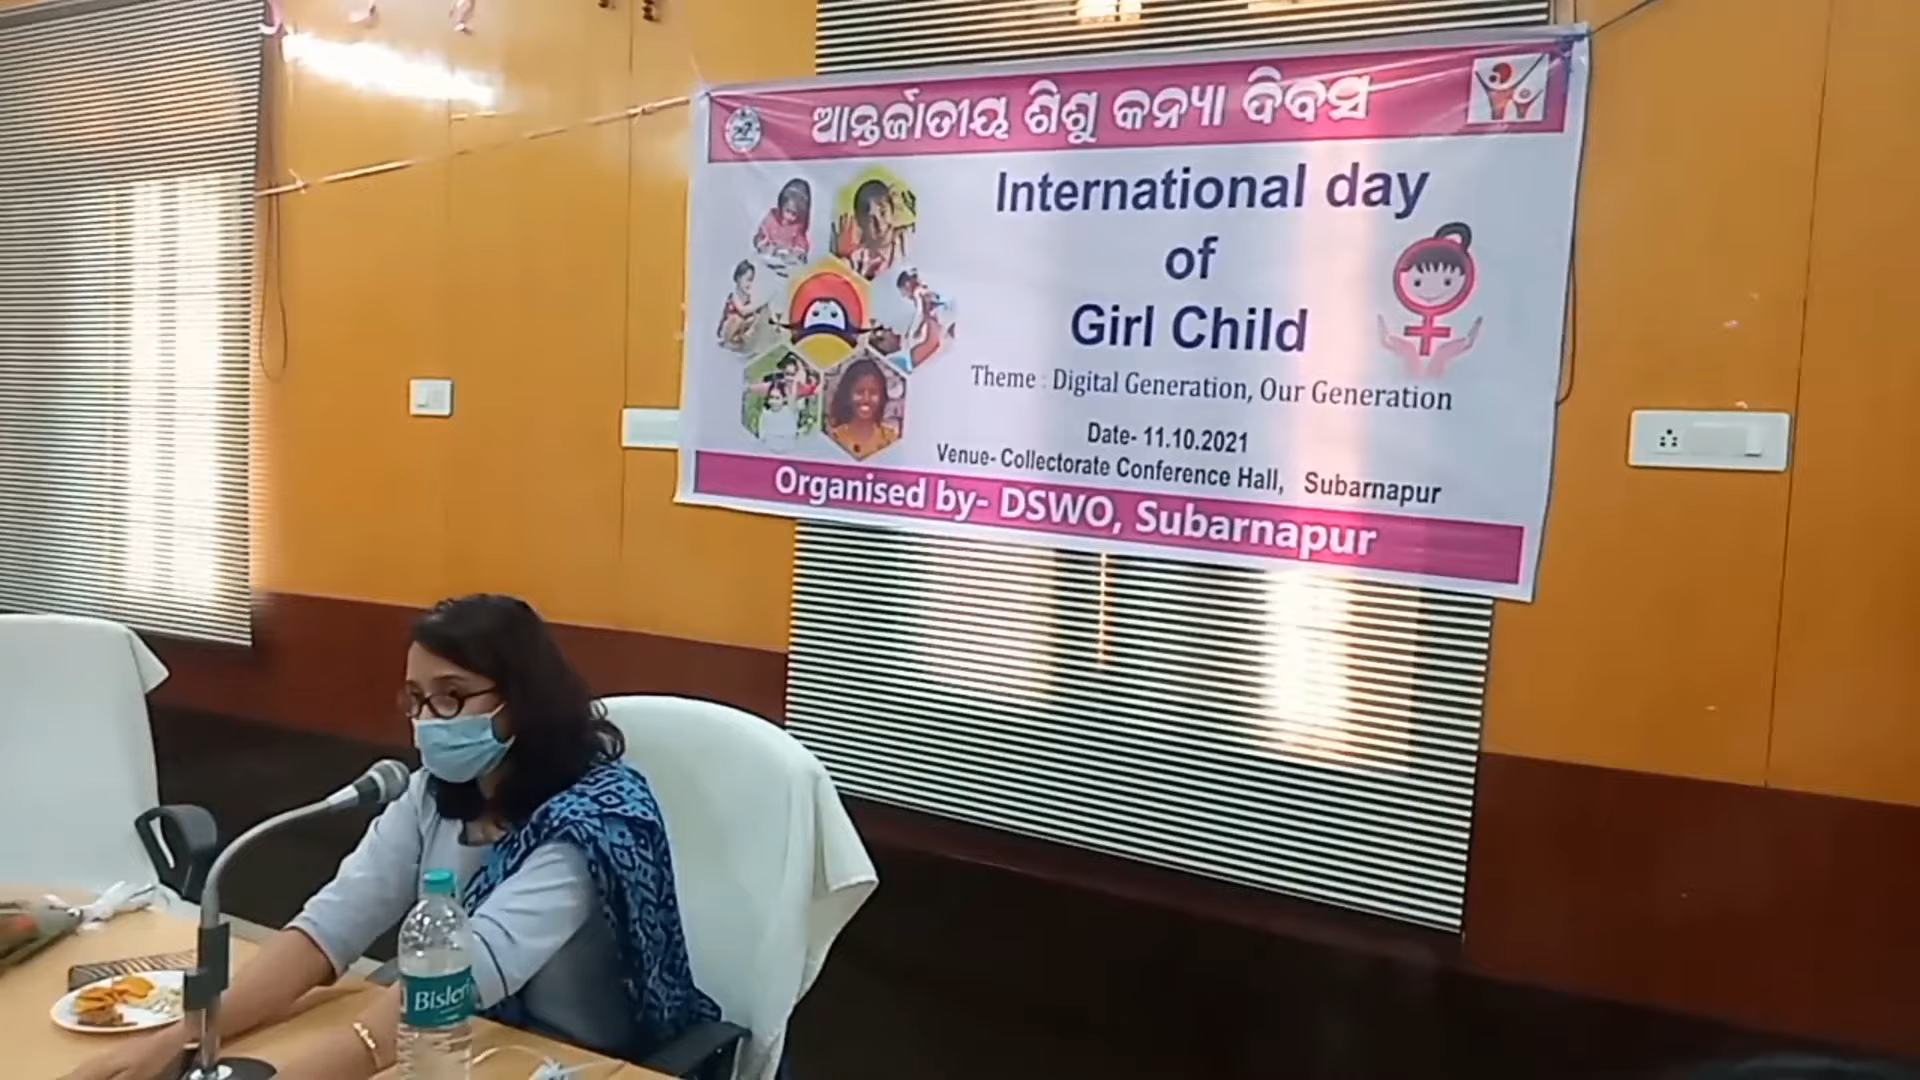 ଆନ୍ତର୍ଜାତୀୟ ଶିଶୁ କନ୍ୟା ଦିବସ
International day
of
Girl Child
Theme : Digital Generation, Our Generation
Date- 11.10.2021
Venue- Collectorate Conference Hall, Subarnapur
Organised by- DSWO, Subarnapur
Bisleri